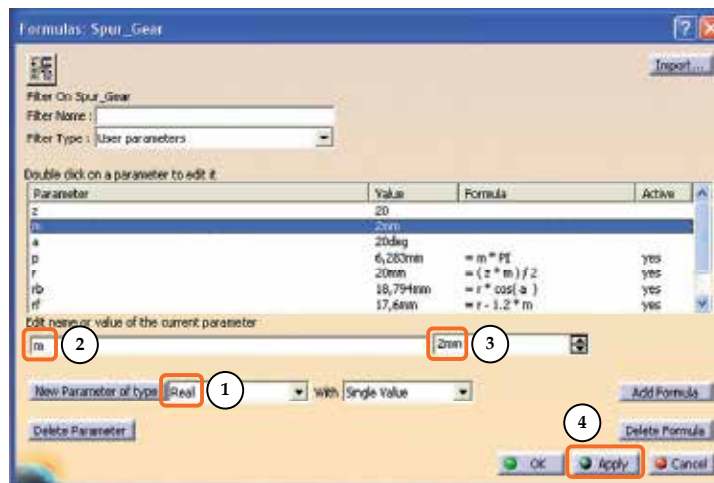 Formulas: Spur_Gear
Import...
Filter On Spur_Gear
Filter Name :
Filter Type : User parameters
Double click on a parameter to edit it
Parameter Value Formula Active
z 20
m 2mm
a 20deg
p 6,283mm = m * PI yes
r 20mm = ( z * m ) / 2 yes
rb 18,794mm = r * cos( a ) yes
rf 17,6mm = r - 1.2 * m yes
Edit name or value of the current parameter
m 2 2mm 3
New Parameter of type Real 1 With Single Value Add Formula
4
Delete Parameter Delete Formula
OK Apply Cancel